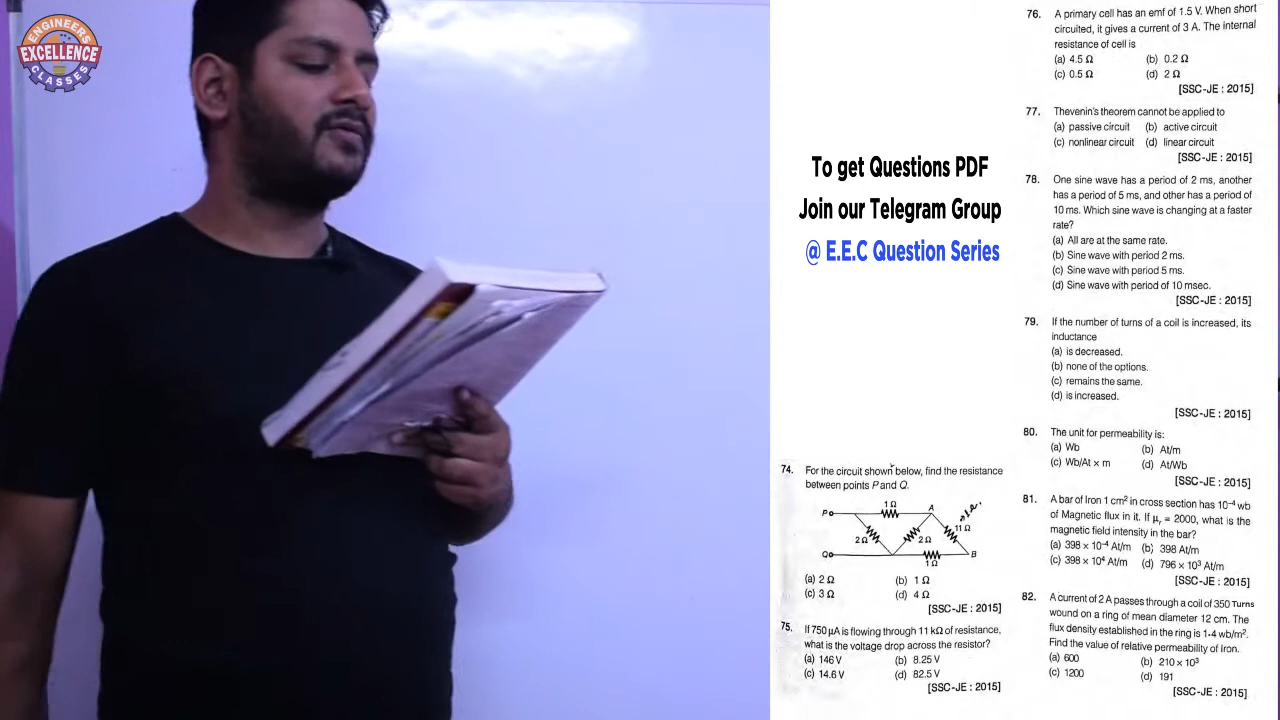 ENGINEERS
EXCELLENCE
CLASSES
To get Questions PDF
Join our Telegram Group
@ E.E.C Question Series
74. For the circuit shown below, find the resistance
between points P and Q.
1 Ω
P
A
2 Ω
2 Ω
11 Ω
Q
B
1 Ω
(a) 2 Ω (b) 1 Ω
(c) 3 Ω (d) 4 Ω
[SSC-JE : 2015]
75. If 750 μA is flowing through 11 kΩ of resistance,
what is the voltage drop across the resistor?
(a) 146 V (b) 8.25 V
(c) 14.6 V (d) 82.5 V
[SSC-JE : 2015]
76. A primary cell has an emf of 1.5 V. When short
circuited, it gives a current of 3 A. The internal
resistance of cell is
(a) 4.5 Ω (b) 0.2 Ω
(c) 0.5 Ω (d) 2 Ω
[SSC-JE : 2015]
77. Thevenin's theorem cannot be applied to
(a) passive circuit (b) active circuit
(c) nonlinear circuit (d) linear circuit
[SSC-JE : 2015]
78. One sine wave has a period of 2 ms, another
has a period of 5 ms, and other has a period of
10 ms. Which sine wave is changing at a faster
rate?
(a) All are at the same rate.
(b) Sine wave with period 2 ms.
(c) Sine wave with period 5 ms.
(d) Sine wave with period of 10 msec.
[SSC-JE : 2015]
79. If the number of turns of a coil is increased, its
inductance
(a) is decreased.
(b) none of the options.
(c) remains the same.
(d) is increased.
[SSC-JE : 2015]
80. The unit for permeability is:
(a) Wb (b) At/m
(c) Wb/At × m (d) At/Wb
[SSC-JE : 2015]
81. A bar of Iron 1 cm² in cross section has 10⁻⁴ wb
of Magnetic flux in it. If μᵣ = 2000, what is the
magnetic field intensity in the bar?
(a) 398 × 10⁻⁴ At/m (b) 398 At/m
(c) 398 × 10⁴ At/m (d) 796 × 10³ At/m
[SSC-JE : 2015]
82. A current of 2 A passes through a coil of 350 Turns
wound on a ring of mean diameter 12 cm. The
flux density established in the ring is 1·4 wb/m².
Find the value of relative permeability of Iron.
(a) 600 (b) 210 × 10³
(c) 1200 (d) 191
[SSC-JE : 2015]